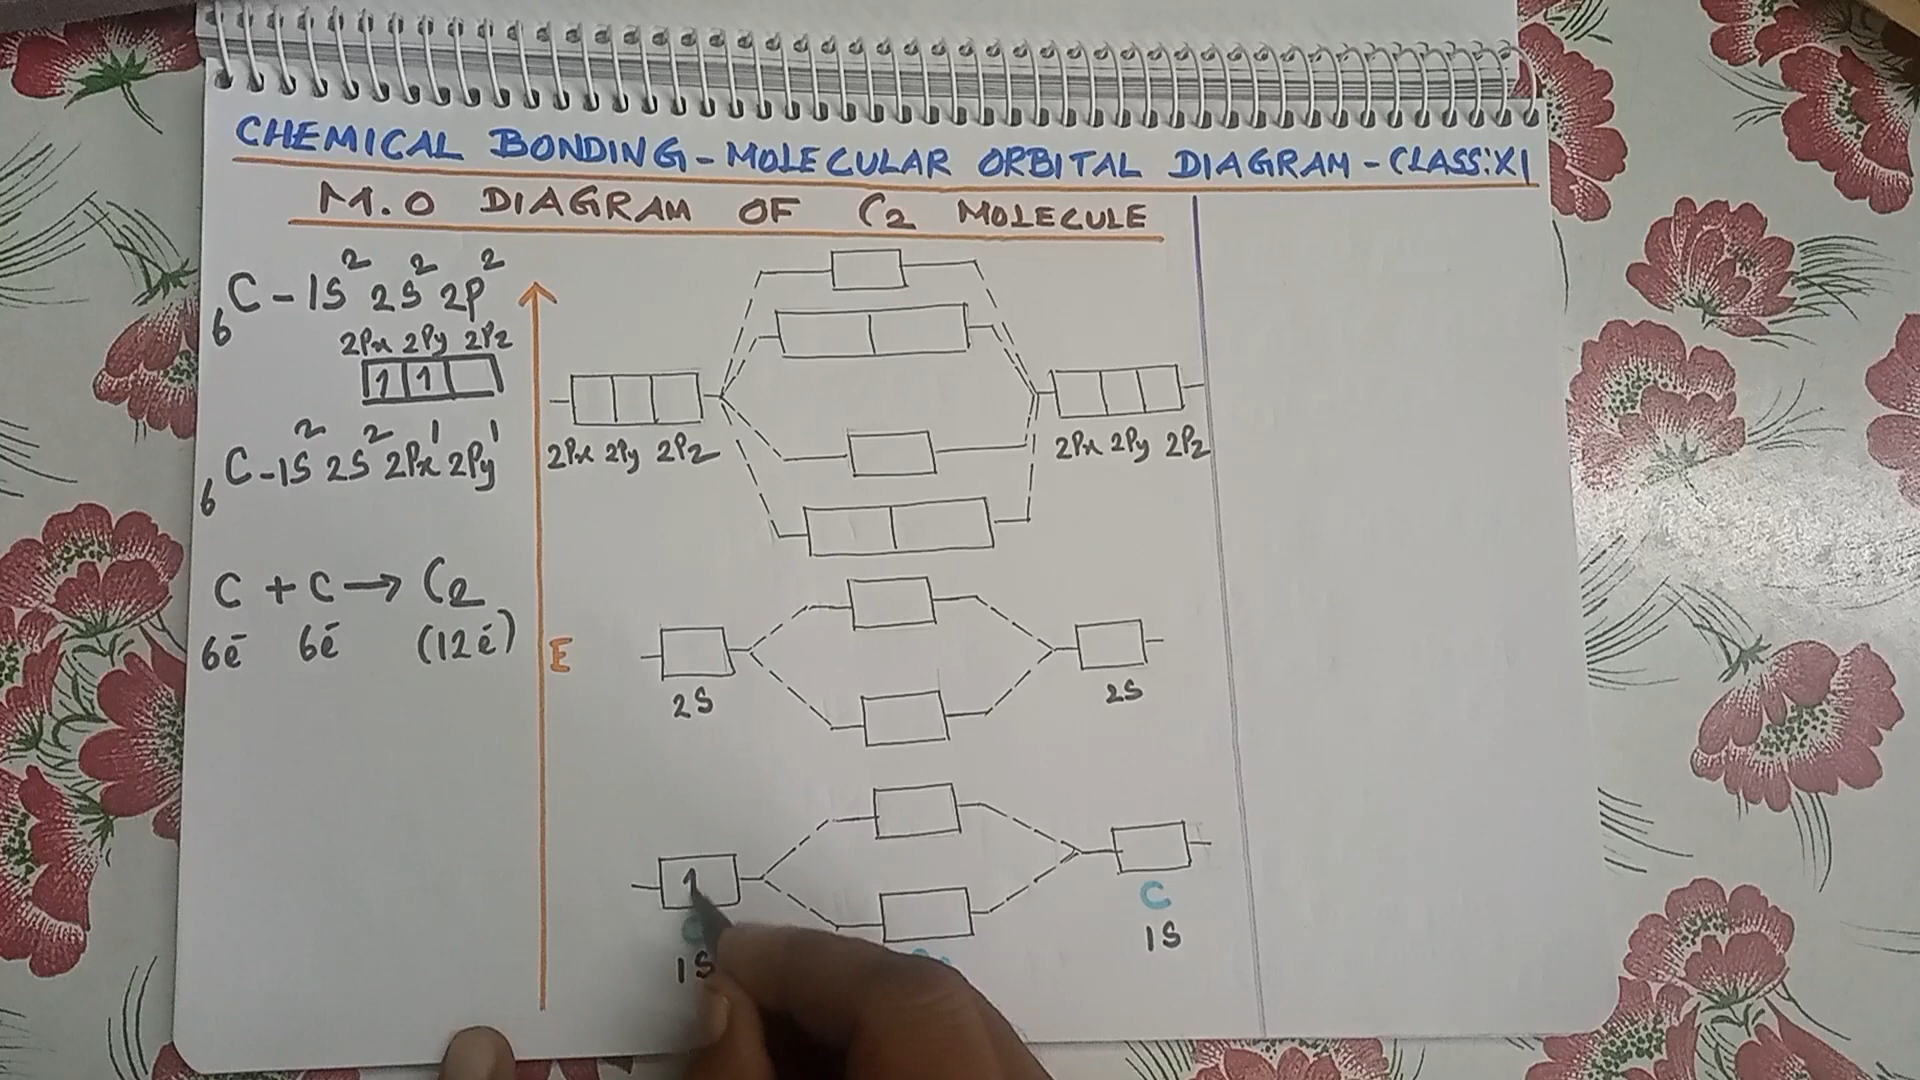 CHEMICAL BONDING - MOLECULAR ORBITAL DIAGRAM - CLASS: XI
M.O DIAGRAM OF C2 MOLECULE
6C - 1S² 2S² 2P²
2Px 2Py 2Pz
1 1
6C - 1S² 2S² 2Px¹ 2Py¹
C + C → C2
6ē 6ē (12ē)
E
2Px 2Py 2Pz
2Px 2Py 2Pz
2S
2S
1
C
1S
1S